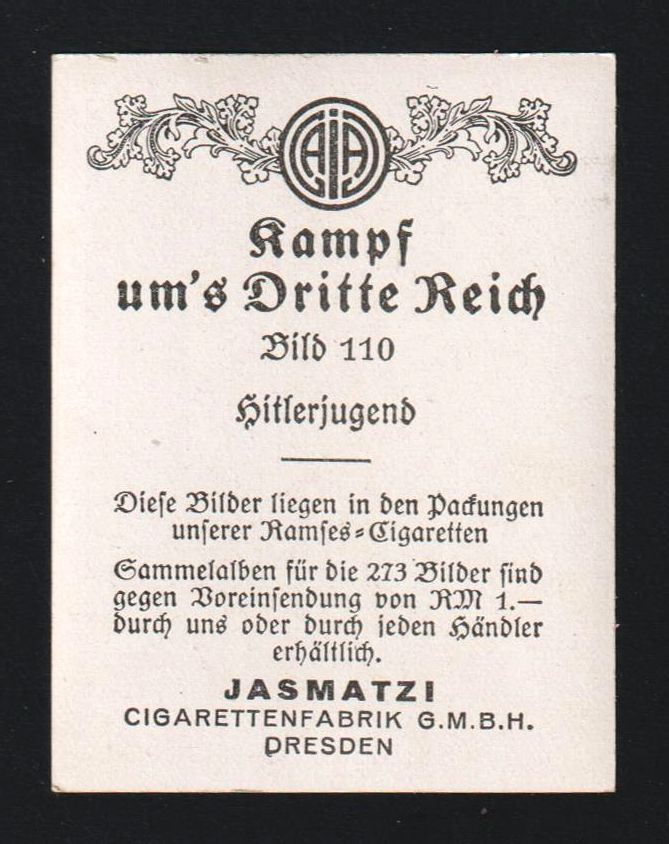 AIA
Kampf
um's Dritte Reich
Bild 110
Hitlerjugend
Diese Bilder liegen in den Packungen
unserer Ramses=Cigaretten
Sammelalben für die 273 Bilder sind
gegen Voreinsendung von RM 1.—
durch uns oder durch jeden Händler
erhältlich.
JASMATZI
CIGARETTENFABRIK G.M.B.H.
DRESDEN